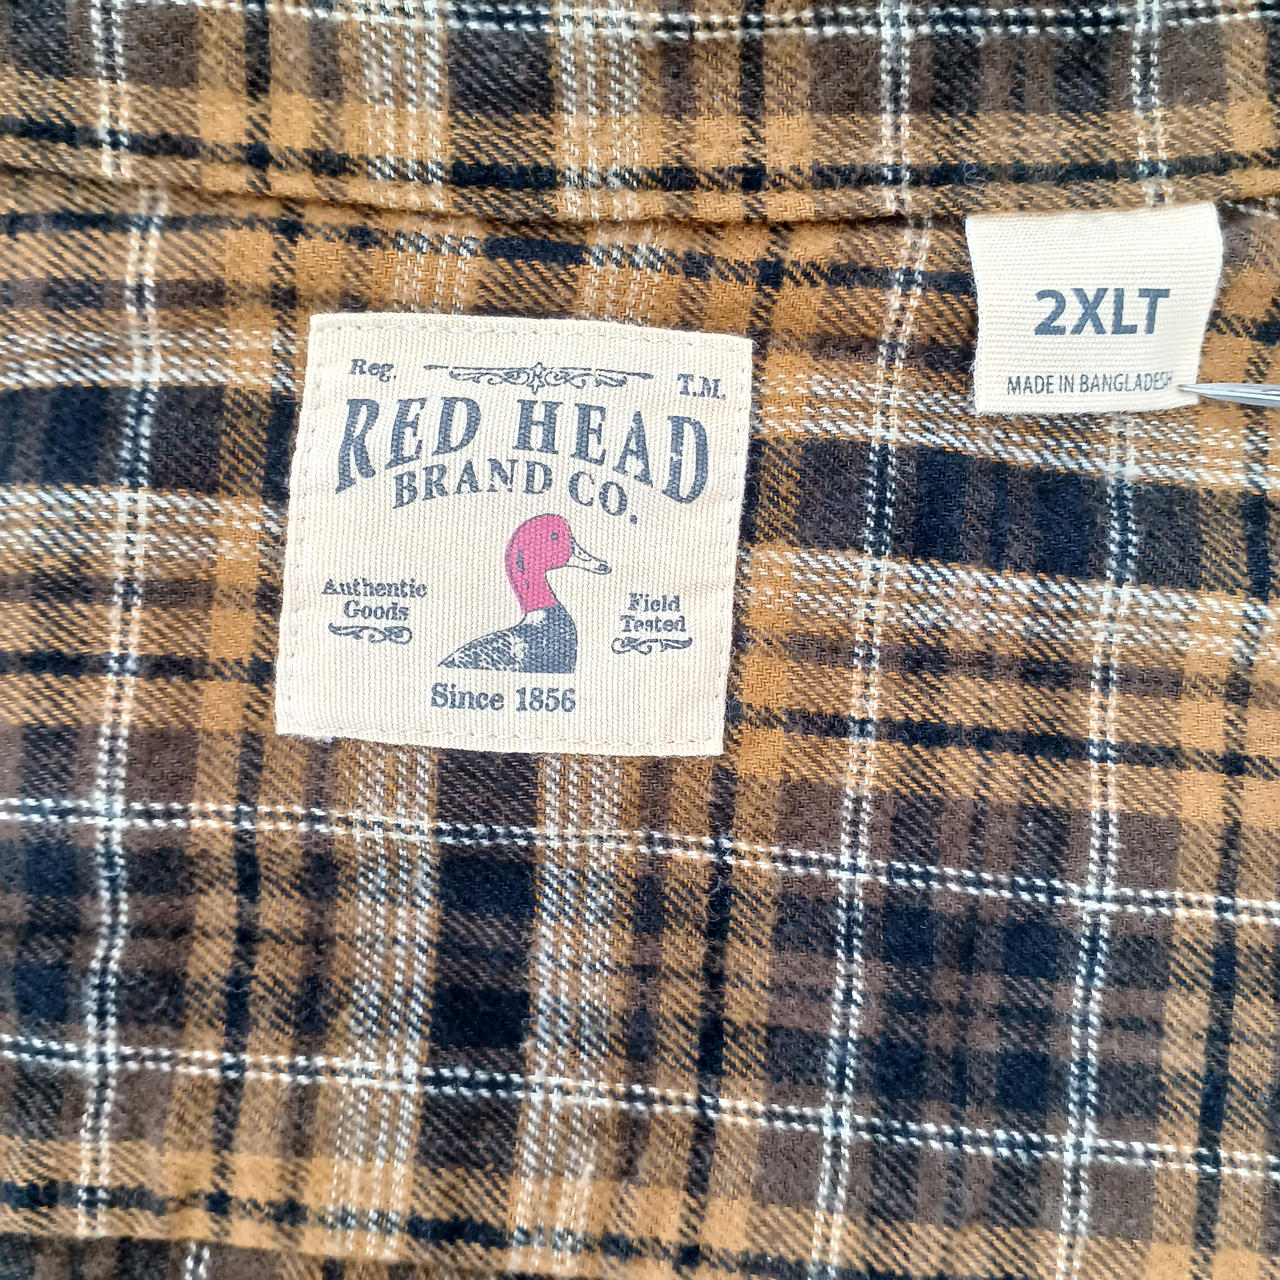 Reg.
T.M.
RED HEAD
BRAND CO.
Authentic
Goods
Field
Tested
Since 1856
2XLT
MADE IN BANGLADESH